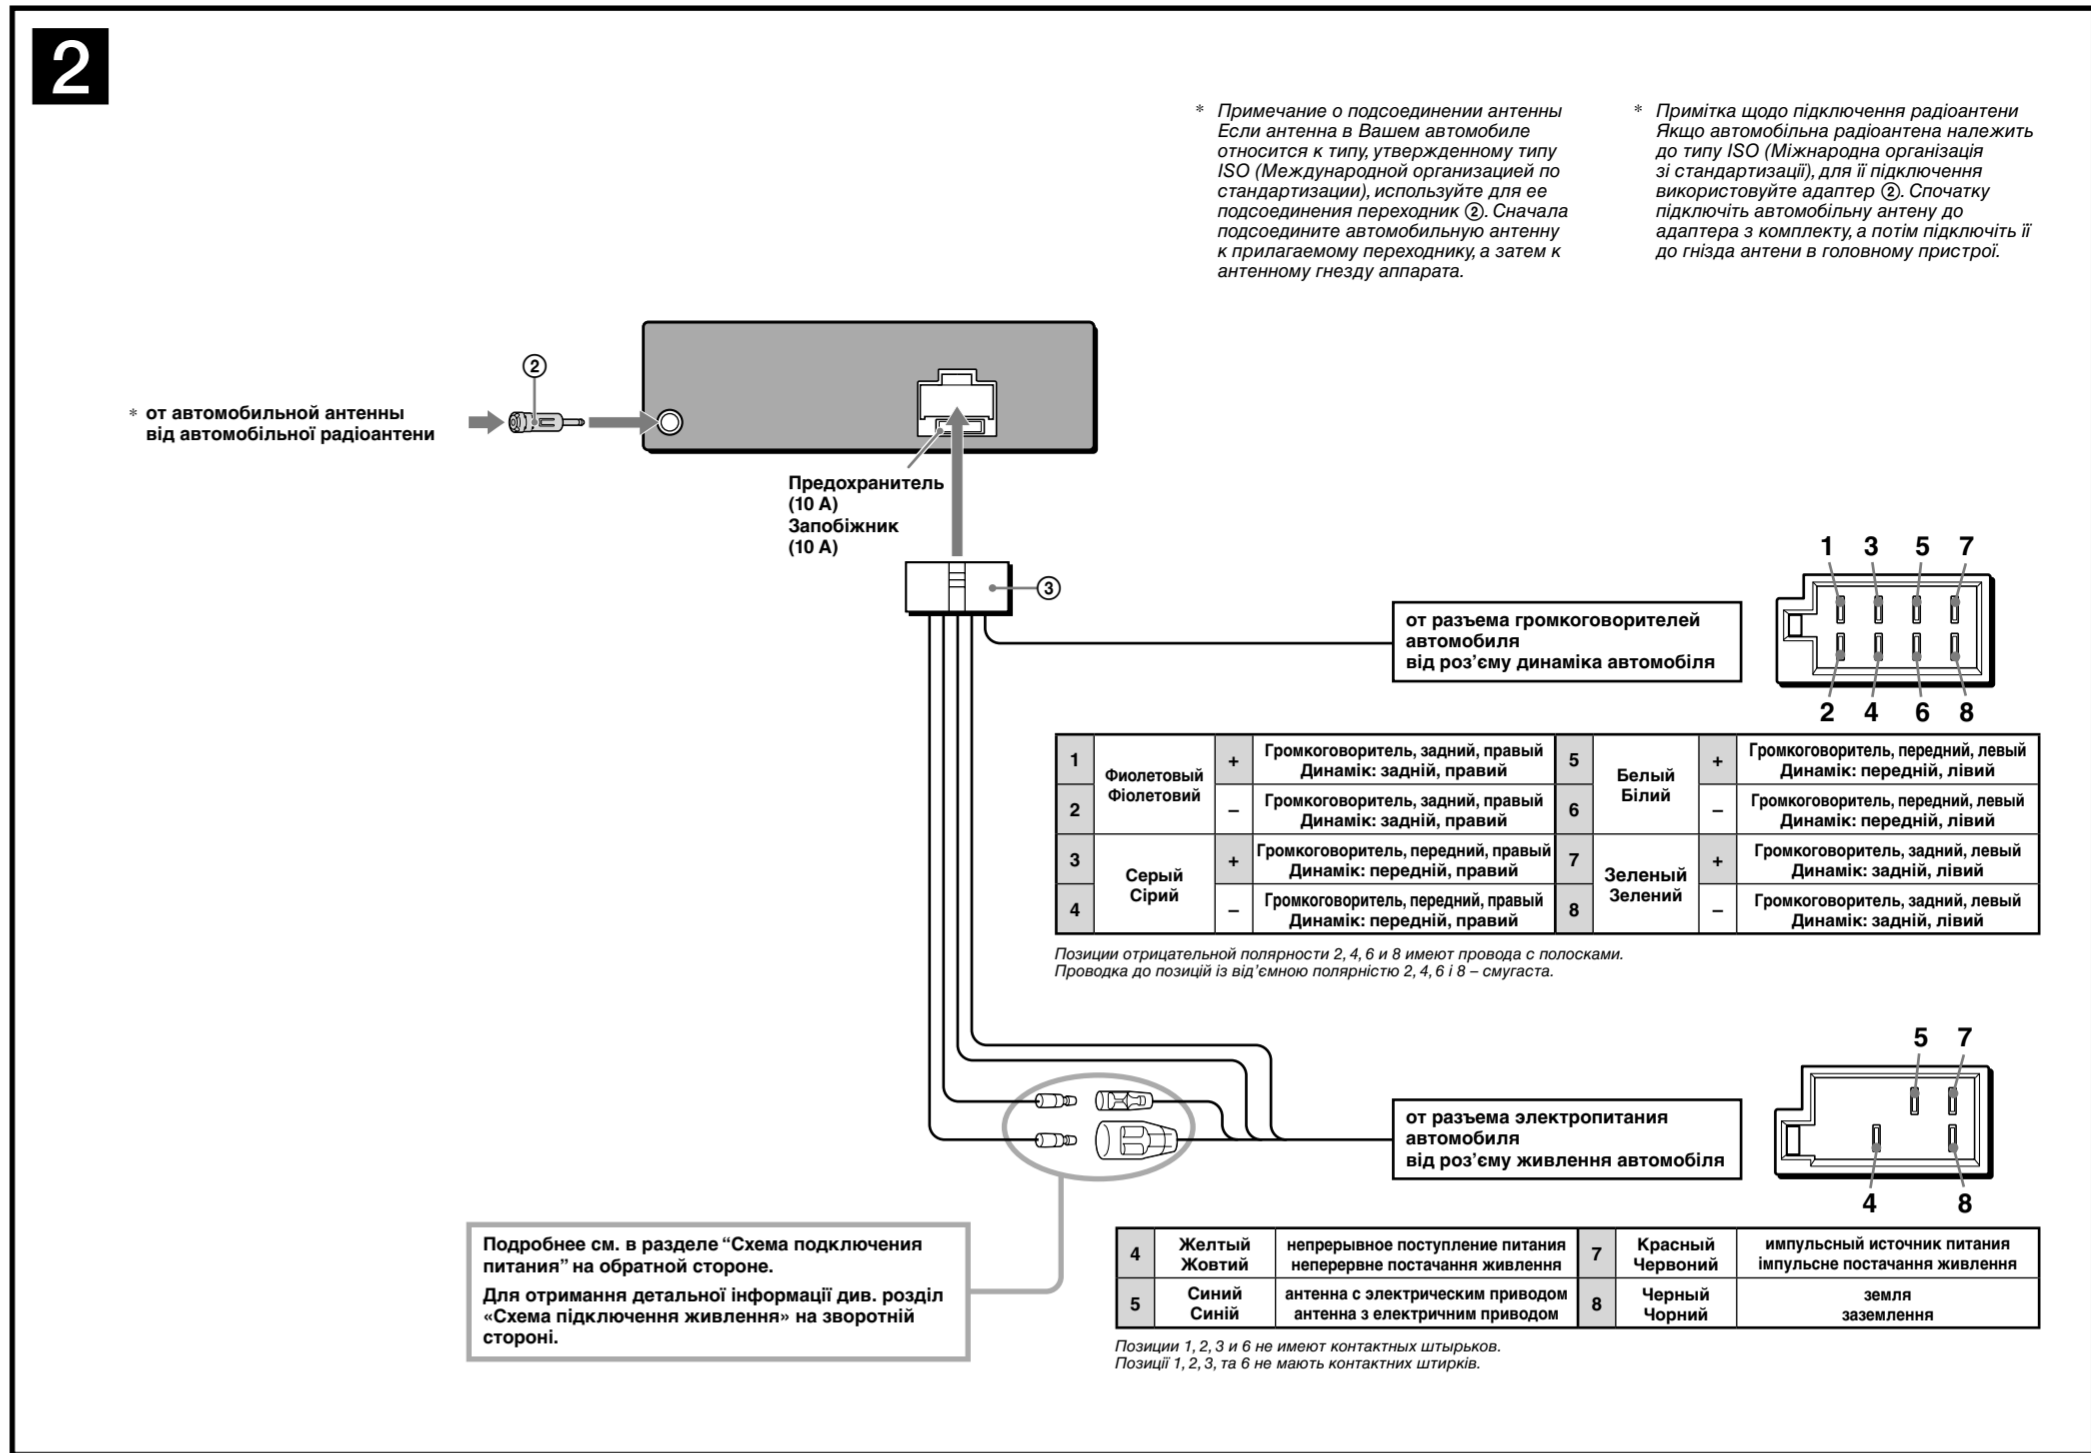 2
* Примечание о подсоединении антенны
Если антенна в Вашем автомобиле
относится к типу, утвержденному типу
ISO (Международной организацией по
стандартизации), используйте для ее
подсоединения переходник ②. Сначала
подсоедините автомобильную антенну
к прилагаемому переходнику, а затем к
антенному гнезду аппарата.
* Примітка щодо підключення радіоантени
Якщо автомобільна радіоантена належить
до типу ISO (Міжнародна організація
зі стандартизації), для її підключення
використовуйте адаптер ②. Спочатку
підключіть автомобільну антену до
адаптера з комплекту, а потім підключіть її
до гнізда антени в головному пристрої.
②
* от автомобильной антенны
від автомобільної радіоантени
Предохранитель
(10 A)
Запобіжник
(10 A)
③
от разъема громкоговорителей
автомобиля
від роз’єму динаміка автомобіля
1 3 5 7
2 4 6 8
1 Фиолетовый Фіолетовий + Громкоговоритель, задний, правый Динамік: задній, правий 5 Белый Білий + Громкоговоритель, передний, левый Динамік: передній, лівий
2 – Громкоговоритель, задний, правый Динамік: задній, правий 6 – Громкоговоритель, передний, левый Динамік: передній, лівий
3 Серый Сірий + Громкоговоритель, передний, правый Динамік: передній, правий 7 Зеленый Зелений + Громкоговоритель, задний, левый Динамік: задній, лівий
4 – Громкоговоритель, передний, правый Динамік: передній, правий 8 – Громкоговоритель, задний, левый Динамік: задній, лівий
Позиции отрицательной полярности 2, 4, 6 и 8 имеют провода с полосками.
Проводка до позицій із від’ємною полярністю 2, 4, 6 і 8 – смугаста.
от разъема электропитания
автомобиля
від роз’єму живлення автомобіля
5 7
4 8
Подробнее см. в разделе “Схема подключения
питания” на обратной стороне.
Для отримання детальної інформації див. розділ
«Схема підключення живлення» на зворотній
стороні.
4 Желтый Жовтий непрерывное поступление питания неперервне постачання живлення 7 Красный Червоний импульсный источник питания імпульсне постачання живлення
5 Синий Синій антенна с электрическим приводом антенна з електричним приводом 8 Черный Чорний земля заземлення
Позиции 1, 2, 3 и 6 не имеют контактных штырьков.
Позиції 1, 2, 3, та 6 не мають контактних штирків.